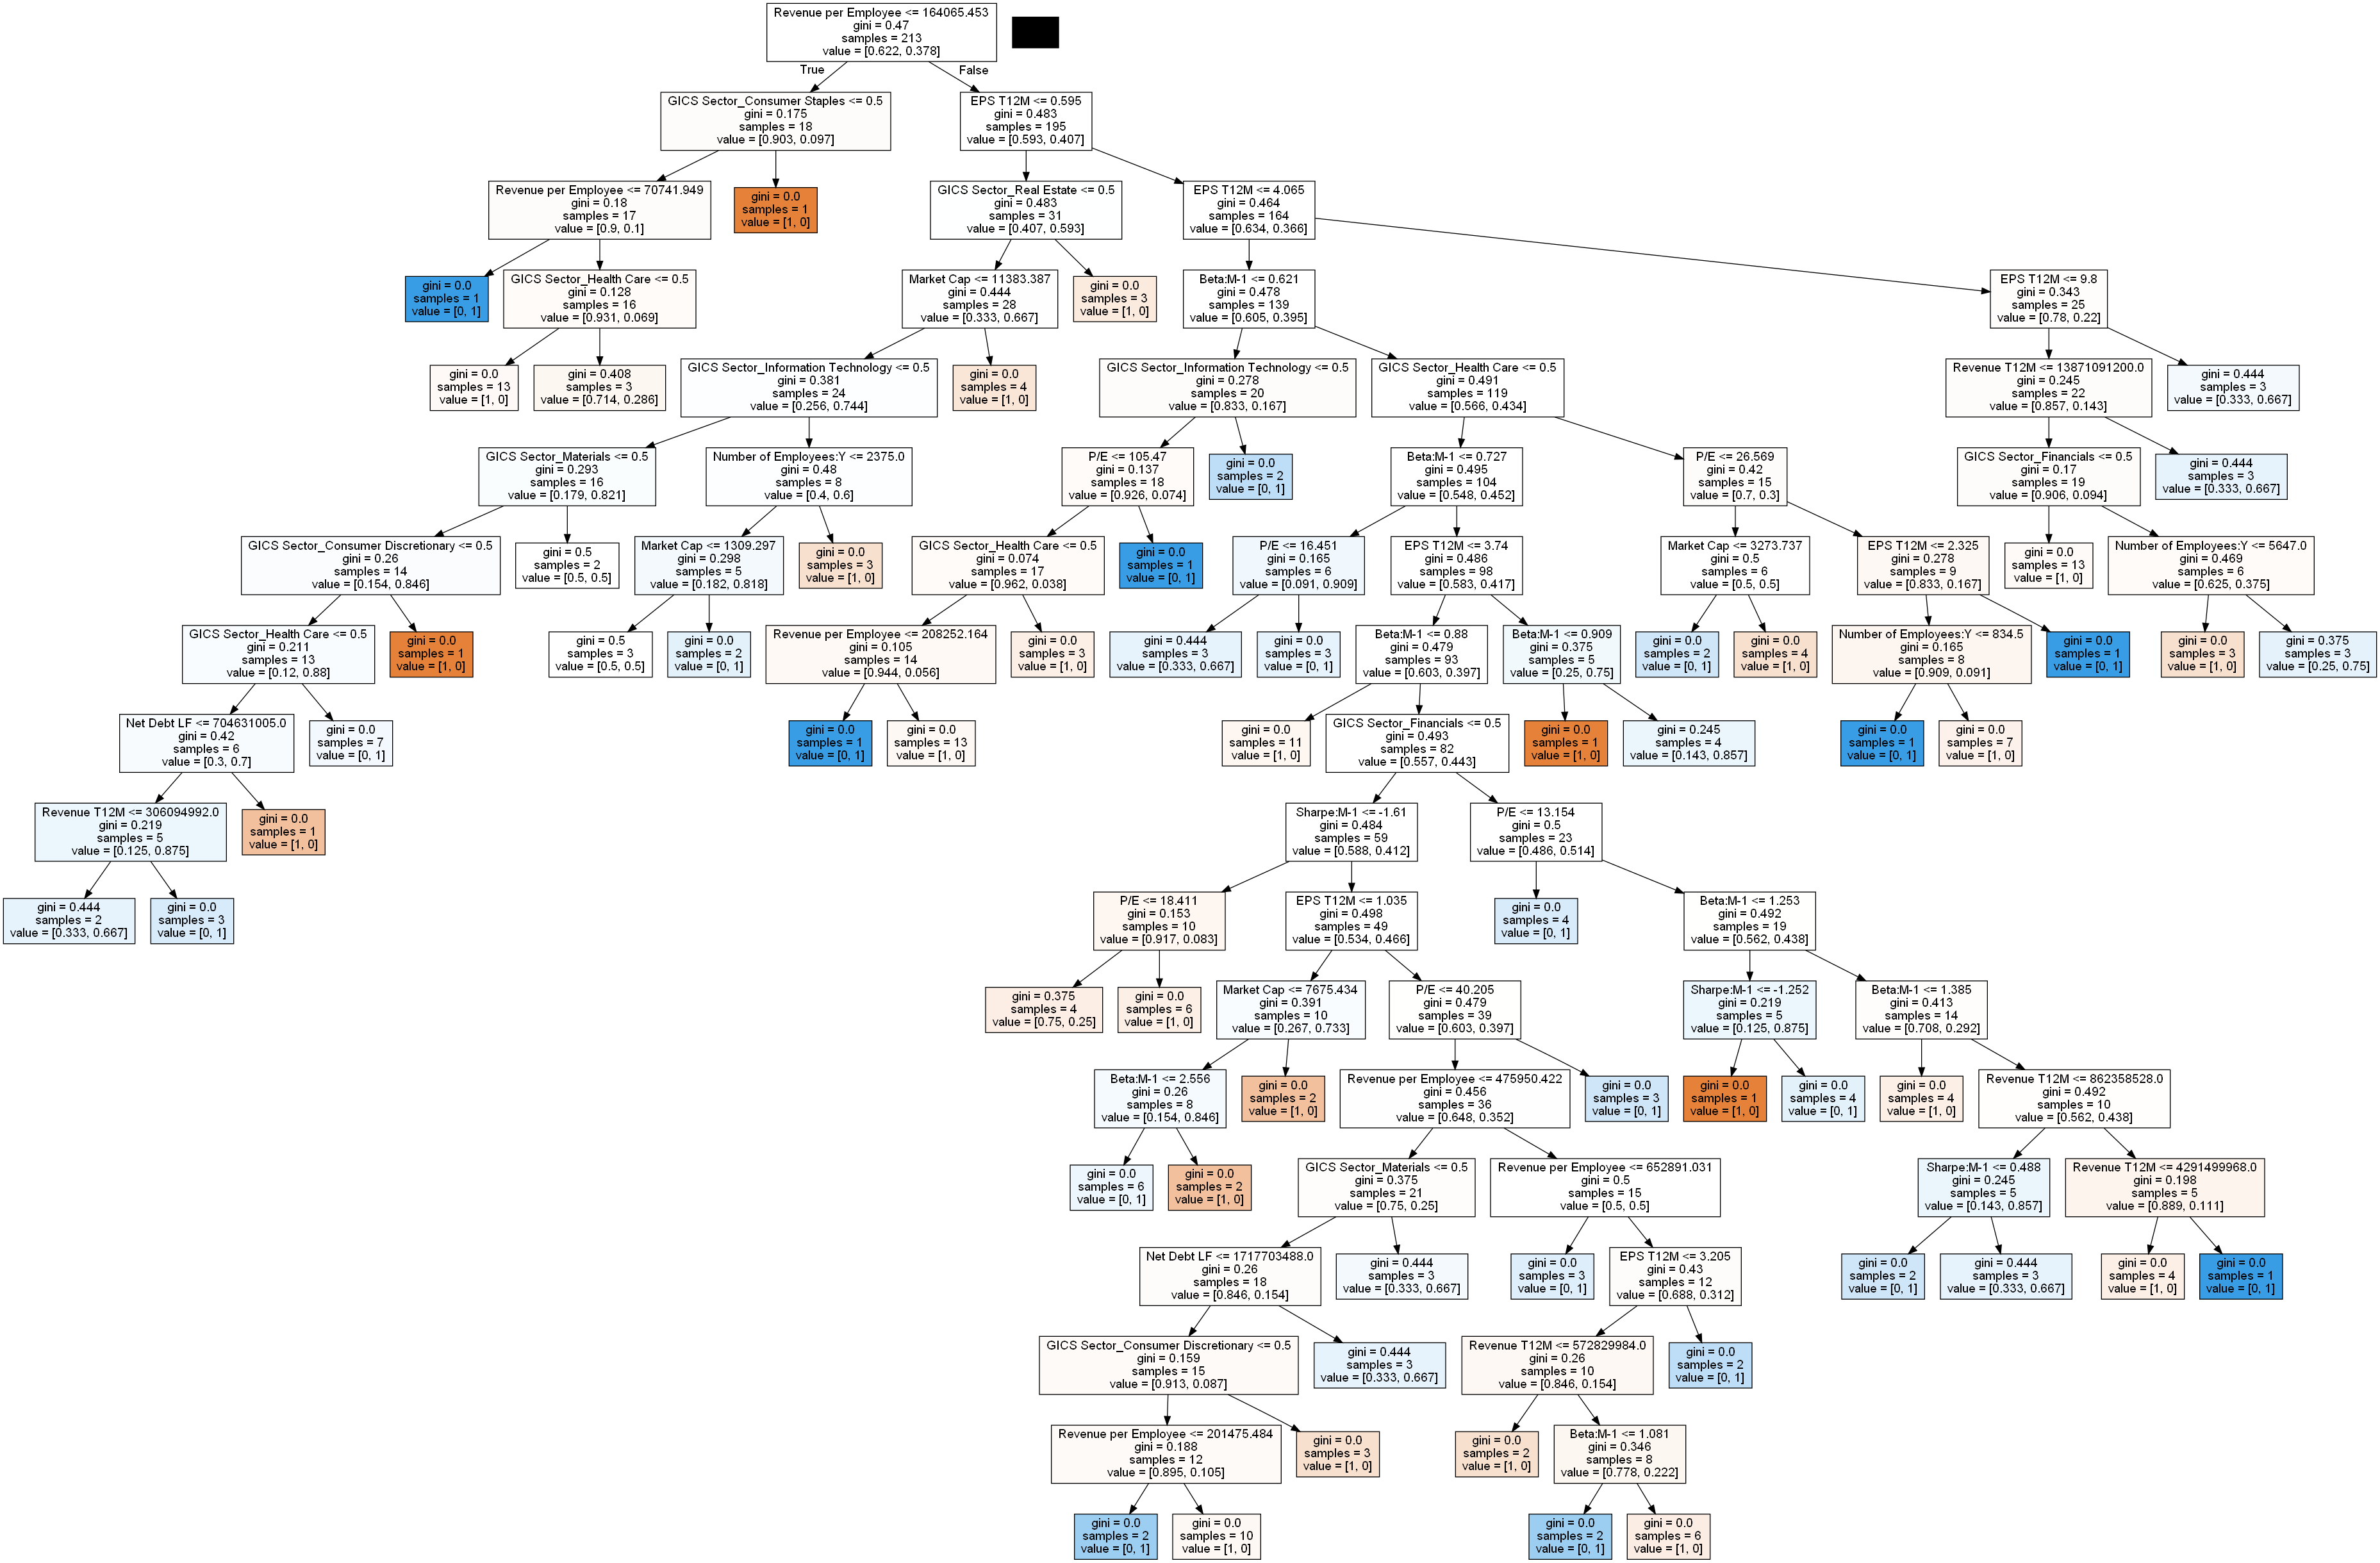 Revenue per Employee <= 164065.453
gini = 0.47
samples = 213
value = [0.622, 0.378]
True
False
GICS Sector_Consumer Staples <= 0.5
gini = 0.175
samples = 18
value = [0.903, 0.097]
EPS T12M <= 0.595
gini = 0.483
samples = 195
value = [0.593, 0.407]
Revenue per Employee <= 70741.949
gini = 0.18
samples = 17
value = [0.9, 0.1]
gini = 0.0
samples = 1
value = [1, 0]
GICS Sector_Real Estate <= 0.5
gini = 0.483
samples = 31
value = [0.407, 0.593]
EPS T12M <= 4.065
gini = 0.464
samples = 164
value = [0.634, 0.366]
gini = 0.0
samples = 1
value = [0, 1]
GICS Sector_Health Care <= 0.5
gini = 0.128
samples = 16
value = [0.931, 0.069]
Market Cap <= 11383.387
gini = 0.444
samples = 28
value = [0.333, 0.667]
gini = 0.0
samples = 3
value = [1, 0]
Beta:M-1 <= 0.621
gini = 0.478
samples = 139
value = [0.605, 0.395]
EPS T12M <= 9.8
gini = 0.343
samples = 25
value = [0.78, 0.22]
gini = 0.0
samples = 13
value = [1, 0]
gini = 0.408
samples = 3
value = [0.714, 0.286]
GICS Sector_Information Technology <= 0.5
gini = 0.381
samples = 24
value = [0.256, 0.744]
gini = 0.0
samples = 4
value = [1, 0]
GICS Sector_Information Technology <= 0.5
gini = 0.278
samples = 20
value = [0.833, 0.167]
GICS Sector_Health Care <= 0.5
gini = 0.491
samples = 119
value = [0.566, 0.434]
Revenue T12M <= 13871091200.0
gini = 0.245
samples = 22
value = [0.857, 0.143]
gini = 0.444
samples = 3
value = [0.333, 0.667]
GICS Sector_Materials <= 0.5
gini = 0.293
samples = 16
value = [0.179, 0.821]
Number of Employees:Y <= 2375.0
gini = 0.48
samples = 8
value = [0.4, 0.6]
P/E <= 105.47
gini = 0.137
samples = 18
value = [0.926, 0.074]
gini = 0.0
samples = 2
value = [0, 1]
Beta:M-1 <= 0.727
gini = 0.495
samples = 104
value = [0.548, 0.452]
P/E <= 26.569
gini = 0.42
samples = 15
value = [0.7, 0.3]
GICS Sector_Financials <= 0.5
gini = 0.17
samples = 19
value = [0.906, 0.094]
gini = 0.444
samples = 3
value = [0.333, 0.667]
GICS Sector_Consumer Discretionary <= 0.5
gini = 0.26
samples = 14
value = [0.154, 0.846]
gini = 0.5
samples = 2
value = [0.5, 0.5]
Market Cap <= 1309.297
gini = 0.298
samples = 5
value = [0.182, 0.818]
gini = 0.0
samples = 3
value = [1, 0]
GICS Sector_Health Care <= 0.5
gini = 0.074
samples = 17
value = [0.962, 0.038]
gini = 0.0
samples = 1
value = [0, 1]
P/E <= 16.451
gini = 0.165
samples = 6
value = [0.091, 0.909]
EPS T12M <= 3.74
gini = 0.486
samples = 98
value = [0.583, 0.417]
Market Cap <= 3273.737
gini = 0.5
samples = 6
value = [0.5, 0.5]
EPS T12M <= 2.325
gini = 0.278
samples = 9
value = [0.833, 0.167]
gini = 0.0
samples = 13
value = [1, 0]
Number of Employees:Y <= 5647.0
gini = 0.469
samples = 6
value = [0.625, 0.375]
GICS Sector_Health Care <= 0.5
gini = 0.211
samples = 13
value = [0.12, 0.88]
gini = 0.0
samples = 1
value = [1, 0]
gini = 0.5
samples = 3
value = [0.5, 0.5]
gini = 0.0
samples = 2
value = [0, 1]
Revenue per Employee <= 208252.164
gini = 0.105
samples = 14
value = [0.944, 0.056]
gini = 0.0
samples = 3
value = [1, 0]
gini = 0.444
samples = 3
value = [0.333, 0.667]
gini = 0.0
samples = 3
value = [0, 1]
Beta:M-1 <= 0.88
gini = 0.479
samples = 93
value = [0.603, 0.397]
Beta:M-1 <= 0.909
gini = 0.375
samples = 5
value = [0.25, 0.75]
gini = 0.0
samples = 2
value = [0, 1]
gini = 0.0
samples = 4
value = [1, 0]
Number of Employees:Y <= 834.5
gini = 0.165
samples = 8
value = [0.909, 0.091]
gini = 0.0
samples = 1
value = [0, 1]
gini = 0.0
samples = 3
value = [1, 0]
gini = 0.375
samples = 3
value = [0.25, 0.75]
Net Debt LF <= 704631005.0
gini = 0.42
samples = 6
value = [0.3, 0.7]
gini = 0.0
samples = 7
value = [0, 1]
gini = 0.0
samples = 1
value = [0, 1]
gini = 0.0
samples = 13
value = [1, 0]
gini = 0.0
samples = 11
value = [1, 0]
GICS Sector_Financials <= 0.5
gini = 0.493
samples = 82
value = [0.557, 0.443]
gini = 0.0
samples = 1
value = [1, 0]
gini = 0.245
samples = 4
value = [0.143, 0.857]
gini = 0.0
samples = 1
value = [0, 1]
gini = 0.0
samples = 7
value = [1, 0]
Revenue T12M <= 306094992.0
gini = 0.219
samples = 5
value = [0.125, 0.875]
gini = 0.0
samples = 1
value = [1, 0]
Sharpe:M-1 <= -1.61
gini = 0.484
samples = 59
value = [0.588, 0.412]
P/E <= 13.154
gini = 0.5
samples = 23
value = [0.486, 0.514]
gini = 0.444
samples = 2
value = [0.333, 0.667]
gini = 0.0
samples = 3
value = [0, 1]
P/E <= 18.411
gini = 0.153
samples = 10
value = [0.917, 0.083]
EPS T12M <= 1.035
gini = 0.498
samples = 49
value = [0.534, 0.466]
gini = 0.0
samples = 4
value = [0, 1]
Beta:M-1 <= 1.253
gini = 0.492
samples = 19
value = [0.562, 0.438]
gini = 0.375
samples = 4
value = [0.75, 0.25]
gini = 0.0
samples = 6
value = [1, 0]
Market Cap <= 7675.434
gini = 0.391
samples = 10
value = [0.267, 0.733]
P/E <= 40.205
gini = 0.479
samples = 39
value = [0.603, 0.397]
Sharpe:M-1 <= -1.252
gini = 0.219
samples = 5
value = [0.125, 0.875]
Beta:M-1 <= 1.385
gini = 0.413
samples = 14
value = [0.708, 0.292]
Beta:M-1 <= 2.556
gini = 0.26
samples = 8
value = [0.154, 0.846]
gini = 0.0
samples = 2
value = [1, 0]
Revenue per Employee <= 475950.422
gini = 0.456
samples = 36
value = [0.648, 0.352]
gini = 0.0
samples = 3
value = [0, 1]
gini = 0.0
samples = 1
value = [1, 0]
gini = 0.0
samples = 4
value = [0, 1]
gini = 0.0
samples = 4
value = [1, 0]
Revenue T12M <= 862358528.0
gini = 0.492
samples = 10
value = [0.562, 0.438]
gini = 0.0
samples = 6
value = [0, 1]
gini = 0.0
samples = 2
value = [1, 0]
GICS Sector_Materials <= 0.5
gini = 0.375
samples = 21
value = [0.75, 0.25]
Revenue per Employee <= 652891.031
gini = 0.5
samples = 15
value = [0.5, 0.5]
Sharpe:M-1 <= 0.488
gini = 0.245
samples = 5
value = [0.143, 0.857]
Revenue T12M <= 4291499968.0
gini = 0.198
samples = 5
value = [0.889, 0.111]
Net Debt LF <= 1717703488.0
gini = 0.26
samples = 18
value = [0.846, 0.154]
gini = 0.444
samples = 3
value = [0.333, 0.667]
gini = 0.0
samples = 3
value = [0, 1]
EPS T12M <= 3.205
gini = 0.43
samples = 12
value = [0.688, 0.312]
gini = 0.0
samples = 2
value = [0, 1]
gini = 0.444
samples = 3
value = [0.333, 0.667]
gini = 0.0
samples = 4
value = [1, 0]
gini = 0.0
samples = 1
value = [0, 1]
GICS Sector_Consumer Discretionary <= 0.5
gini = 0.159
samples = 15
value = [0.913, 0.087]
gini = 0.444
samples = 3
value = [0.333, 0.667]
Revenue T12M <= 572829984.0
gini = 0.26
samples = 10
value = [0.846, 0.154]
gini = 0.0
samples = 2
value = [0, 1]
Revenue per Employee <= 201475.484
gini = 0.188
samples = 12
value = [0.895, 0.105]
gini = 0.0
samples = 3
value = [1, 0]
gini = 0.0
samples = 2
value = [1, 0]
Beta:M-1 <= 1.081
gini = 0.346
samples = 8
value = [0.778, 0.222]
gini = 0.0
samples = 2
value = [0, 1]
gini = 0.0
samples = 10
value = [1, 0]
gini = 0.0
samples = 2
value = [0, 1]
gini = 0.0
samples = 6
value = [1, 0]